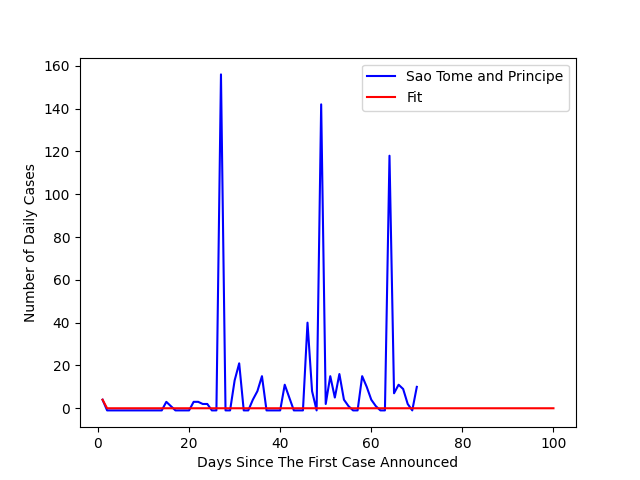 Sao Tome and Principe
Fit
160
140
120
100
80
60
40
20
0
Number of Daily Cases
0 20 40 60 80 100
Days Since The First Case Announced